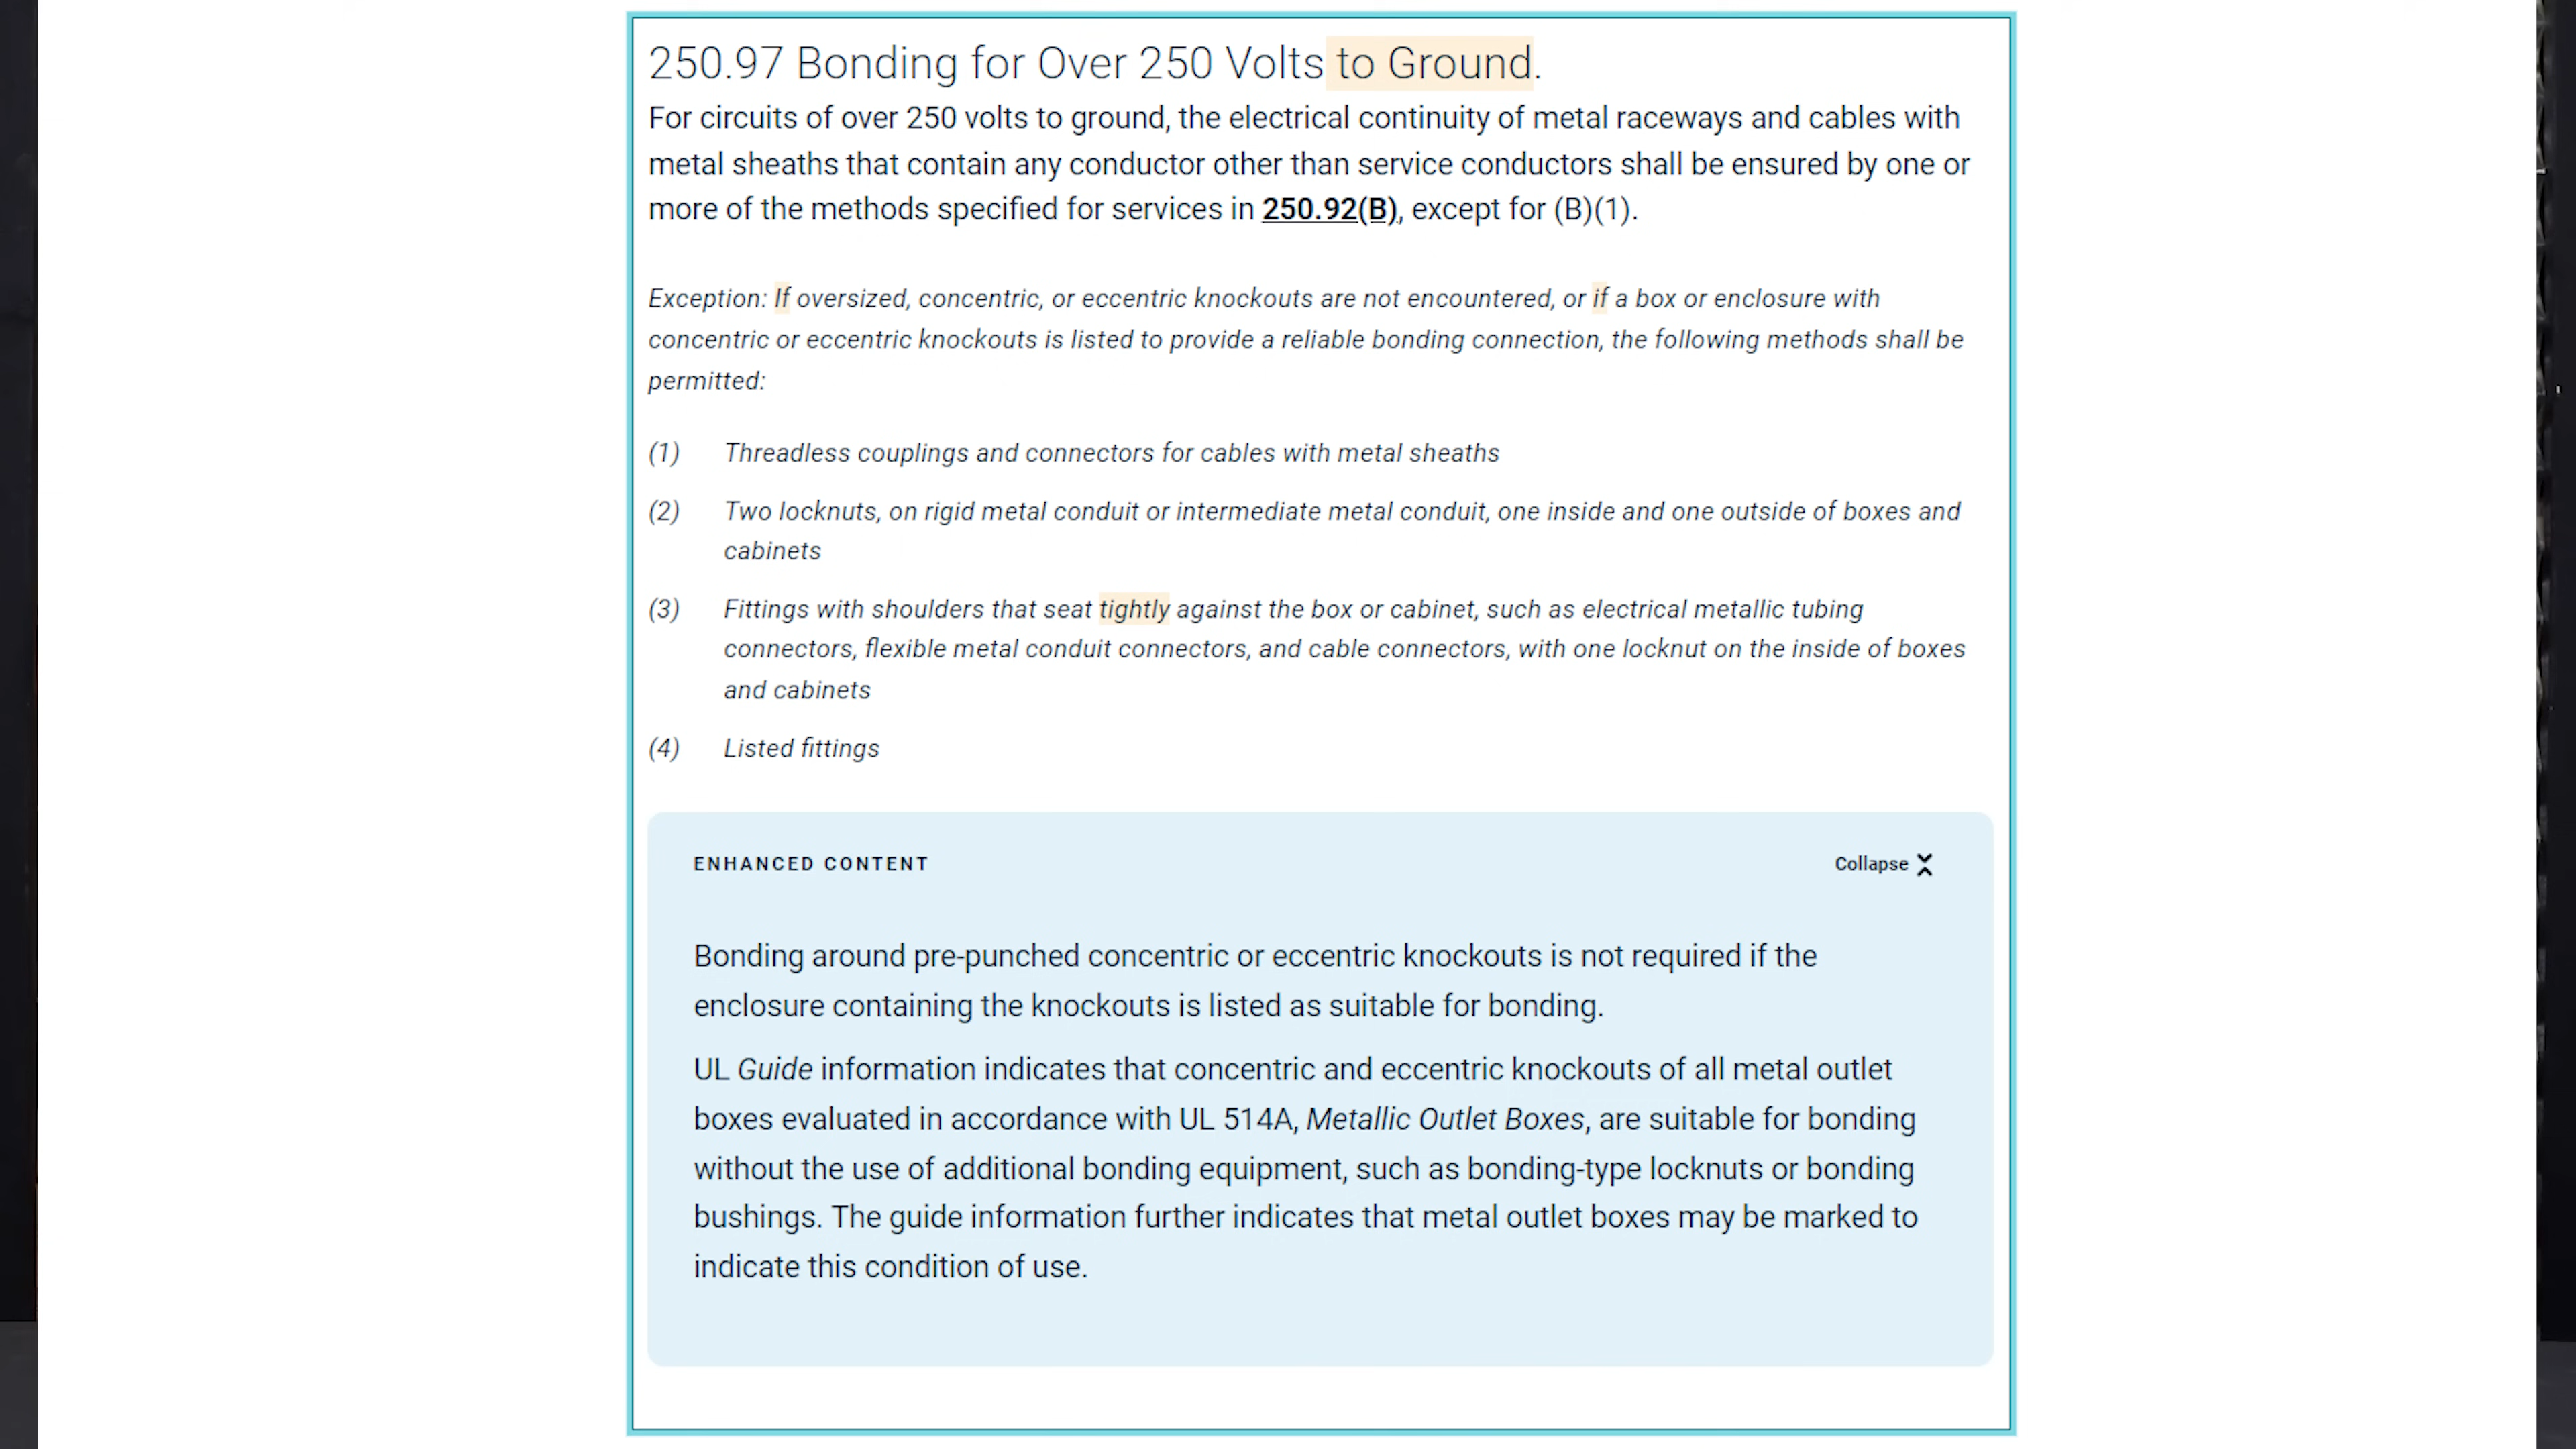 250.97 Bonding for Over 250 Volts to Ground.
For circuits of over 250 volts to ground, the electrical continuity of metal raceways and cables with
metal sheaths that contain any conductor other than service conductors shall be ensured by one or
more of the methods specified for services in 250.92(B), except for (B)(1).
Exception: If oversized, concentric, or eccentric knockouts are not encountered, or if a box or enclosure with
concentric or eccentric knockouts is listed to provide a reliable bonding connection, the following methods shall be
permitted:
(1) Threadless couplings and connectors for cables with metal sheaths
(2) Two locknuts, on rigid metal conduit or intermediate metal conduit, one inside and one outside of boxes and
cabinets
(3) Fittings with shoulders that seat tightly against the box or cabinet, such as electrical metallic tubing
connectors, flexible metal conduit connectors, and cable connectors, with one locknut on the inside of boxes
and cabinets
(4) Listed fittings
ENHANCED CONTENT Collapse
Bonding around pre-punched concentric or eccentric knockouts is not required if the
enclosure containing the knockouts is listed as suitable for bonding.
UL Guide information indicates that concentric and eccentric knockouts of all metal outlet
boxes evaluated in accordance with UL 514A, Metallic Outlet Boxes, are suitable for bonding
without the use of additional bonding equipment, such as bonding-type locknuts or bonding
bushings. The guide information further indicates that metal outlet boxes may be marked to
indicate this condition of use.